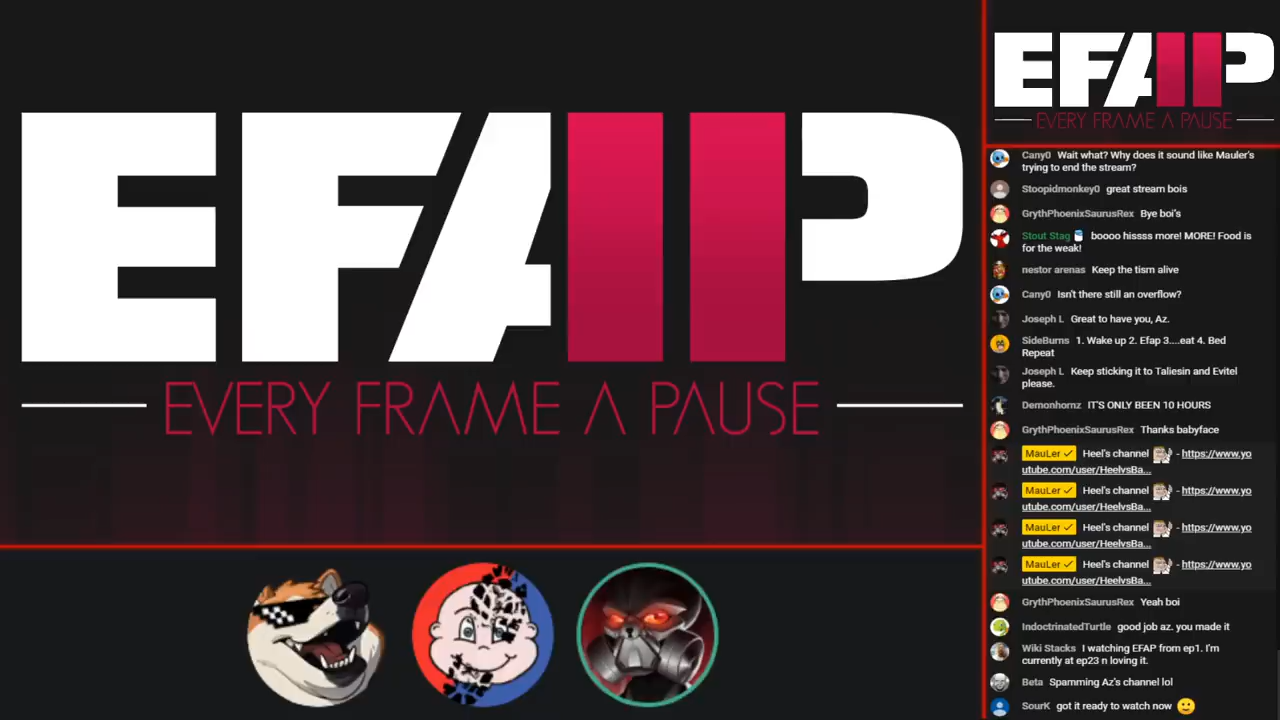 EFAP
EVERY FRAME A PAUSE
EFAP
EVERY FRAME A PAUSE
Cany0 Wait what? Why does it sound like Mauler's
trying to end the stream?
Stoopidmonkey0 great stream bois
GrythPhoenixSaurusRex Bye boi's
Stout Stag boooo hissss more! MORE! Food is
for the weak!
nestor arenas Keep the tism alive
Cany0 Isn't there still an overflow?
Joseph L Great to have you, Az.
SideBurns 1. Wake up 2. Efap 3....eat 4. Bed
Repeat
Joseph L Keep sticking it to Taliesin and Evitel
please.
Demonhornz IT'S ONLY BEEN 10 HOURS
GrythPhoenixSaurusRex Thanks babyface
MauLer ✓ Heel's channel - https://www.yo
utube.com/user/HeelvsBa...
MauLer ✓ Heel's channel - https://www.yo
utube.com/user/HeelvsBa...
MauLer ✓ Heel's channel - https://www.yo
utube.com/user/HeelvsBa...
MauLer ✓ Heel's channel - https://www.yo
utube.com/user/HeelvsBa...
GrythPhoenixSaurusRex Yeah boi
IndoctrinatedTurtle good job az. you made it
Wiki Stacks I watching EFAP from ep1. I'm
currently at ep23 n loving it.
Beta Spamming Az's channel lol
SourK got it ready to watch now 🙂